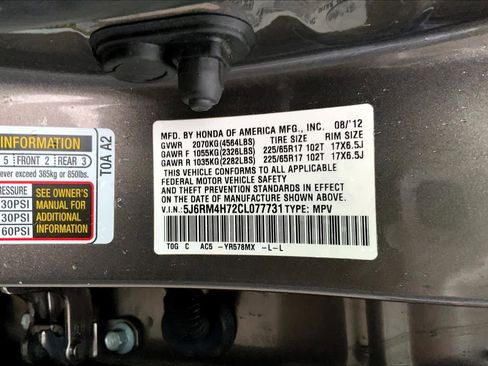 MFD. BY HONDA OF AMERICA MFG., INC. 08/'12
GVWR 2070KG(4564LBS) TIRE SIZE RIM SIZE
GAWR F 1055KG(2326LBS) 225/65R17 102T 17X6.5J
GAWR R 1035KG(2282LBS) 225/65R17 102T 17X6.5J
THIS VEHICLE CONFORMS TO ALL APPLICABLE
FEDERAL MOTOR VEHICLE SAFETY
AND THEFT PREVENTION STANDARDS IN EFFECT
ON THE DATE OF MANUFACTURE SHOWN ABOVE.
V.I.N.: 5J6RM4H72CL077731 TYPE: MPV
TOG C AC5 -YR578MX -L-L
TOA A2
5 FRONT 2 REAR 3
ever exceed 385kg or 850lbs.
30PSI
30PSI
60PSI
SEE OWNER'S
MANUAL FOR
ADDITIONAL
INFORMATION